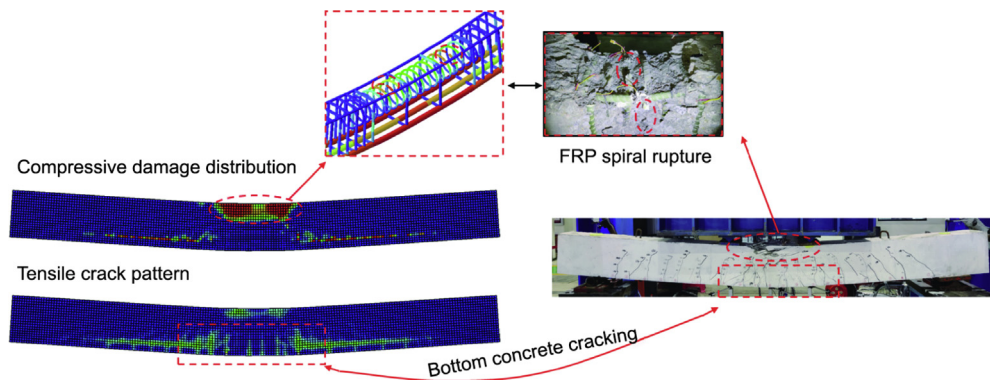 FRP spiral rupture
Compressive damage distribution
Tensile crack pattern
Bottom concrete cracking